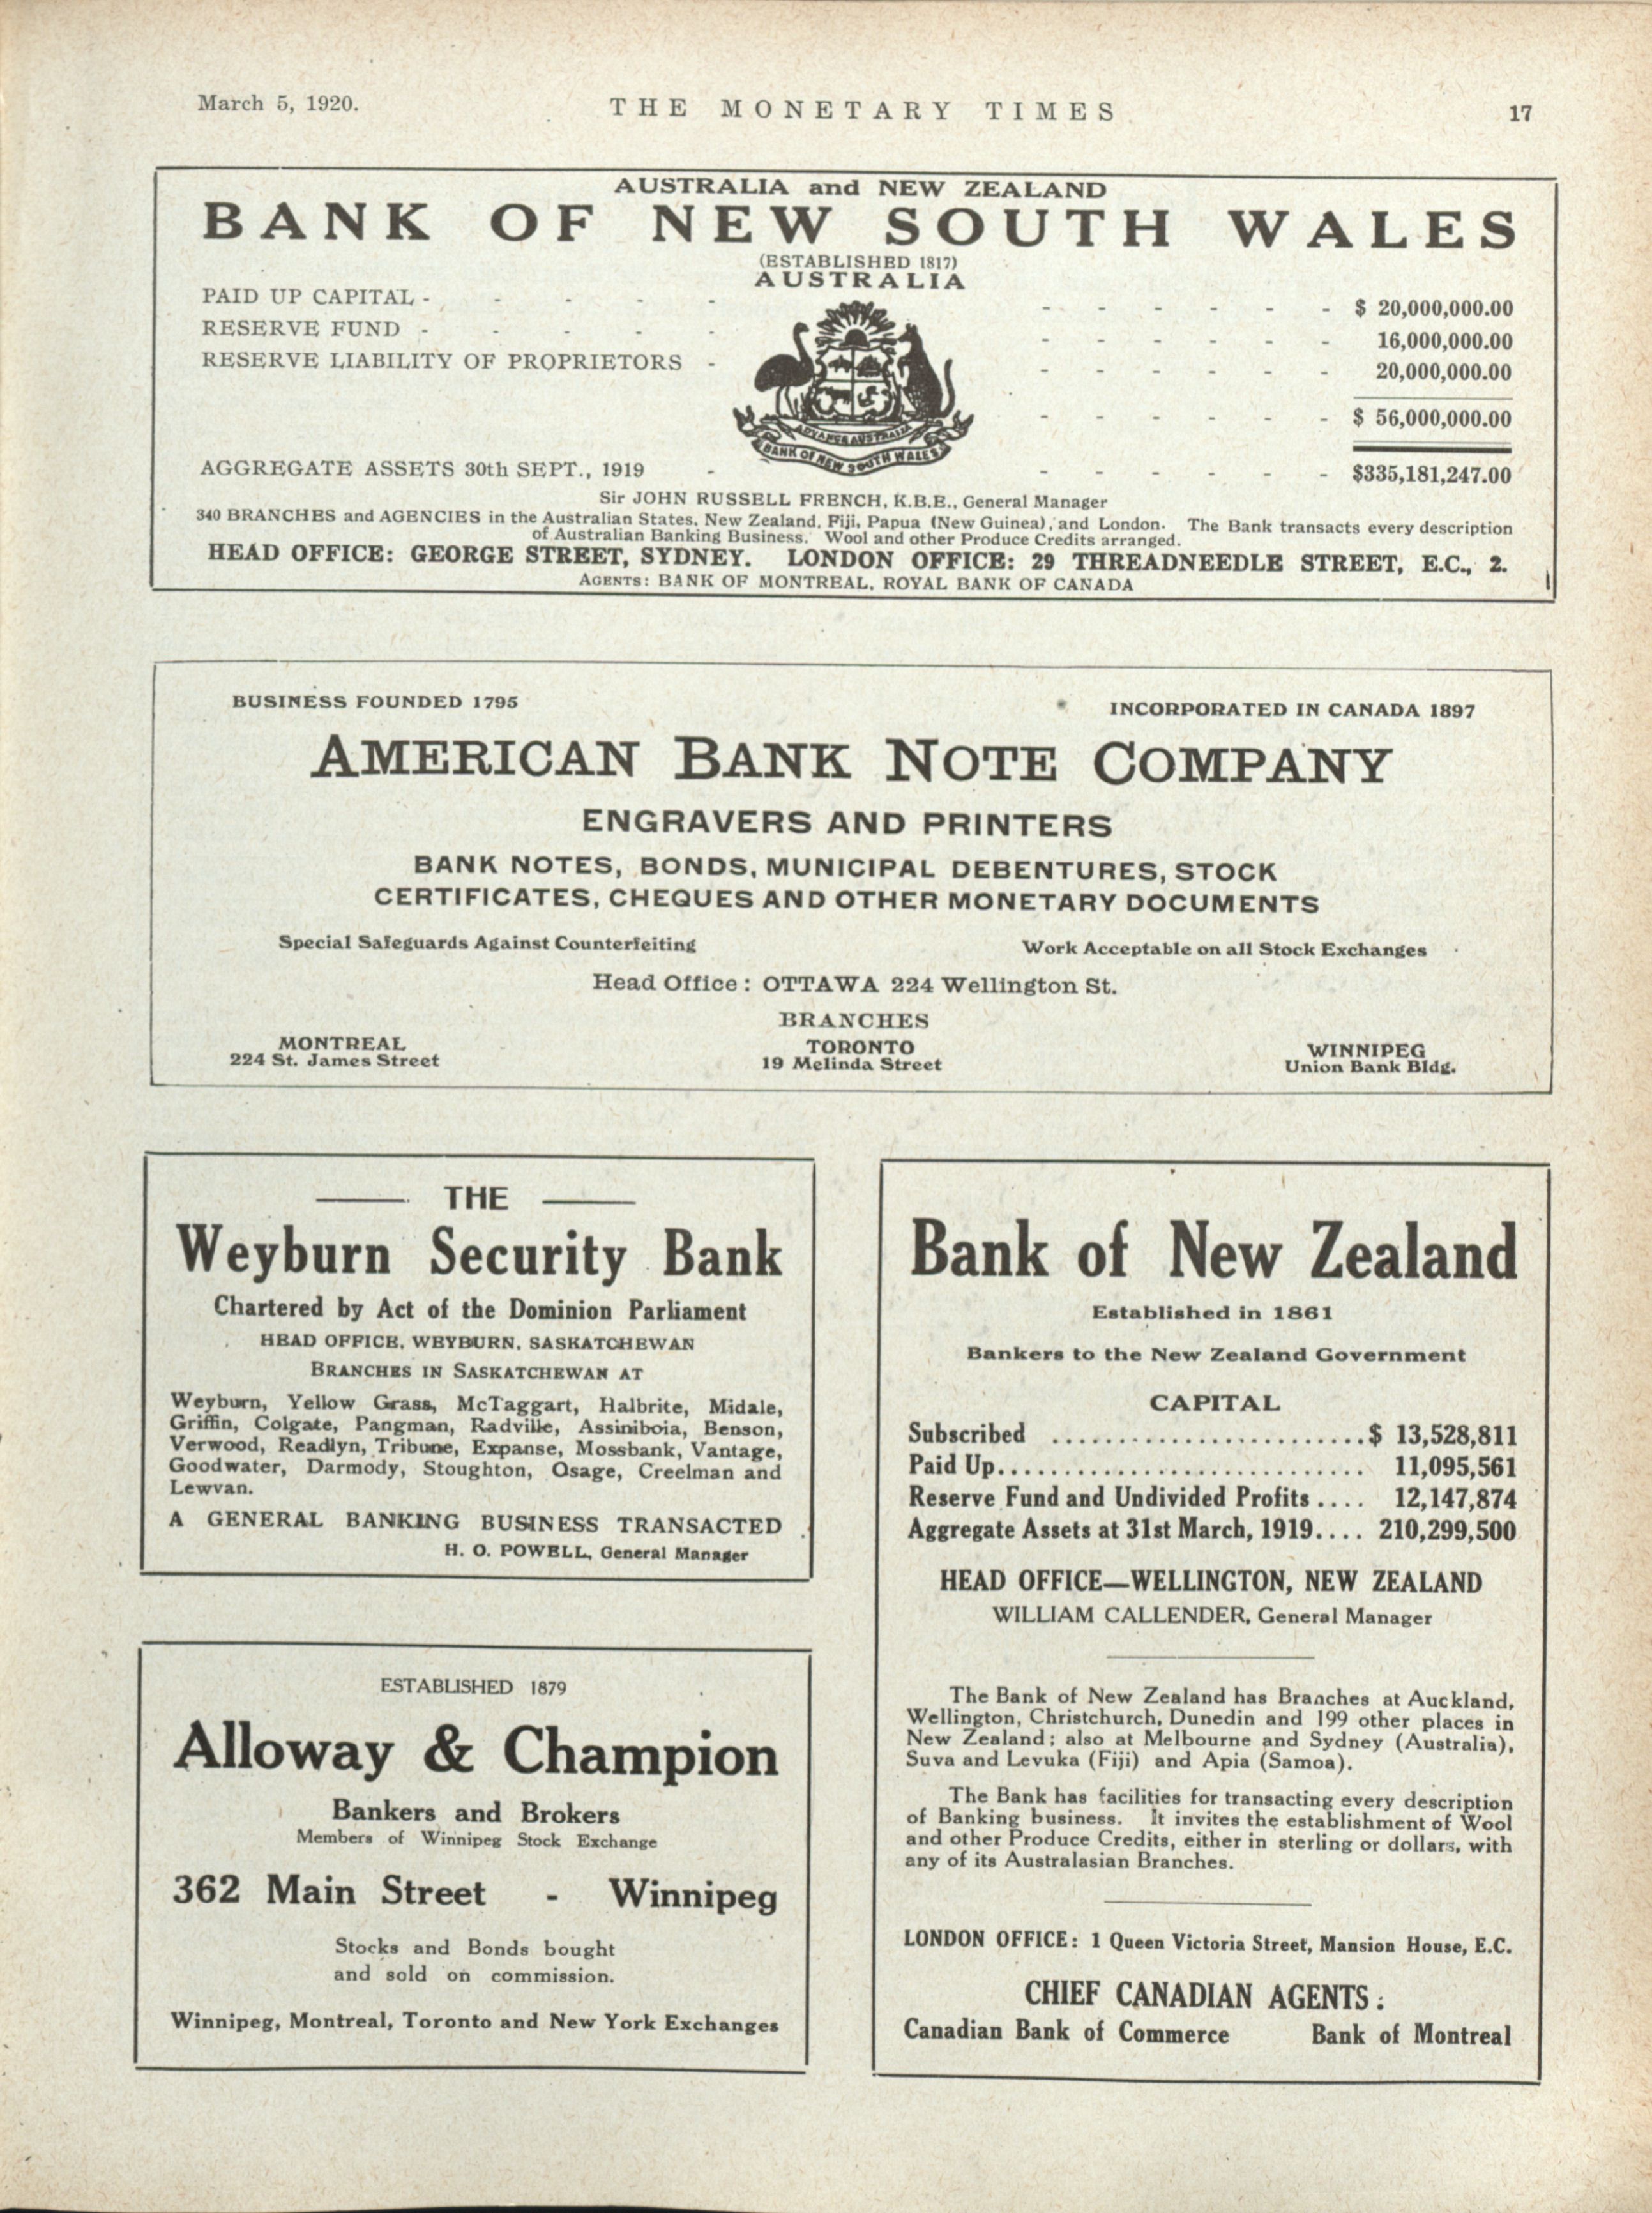 March 5, 1920.
THE MONETARY TIMES
17
AUSTRALIA and NEW ZEALAND
BANK OF NEW SOUTH WALES
(ESTABLISHED 1817)
AUSTRALIA
PAID UP CAPITAL - - - - - - - - - - - $ 20,000,000.00
RESERVE FUND - - - - - - - - - - - 16,000,000.00
RESERVE LIABILITY OF PROPRIETORS - - - - - - - 20,000,000.00
- - - - - - $ 56,000,000.00
ADVANCE AUSTRALIA
BANK OF NEW SOUTH WALES
AGGREGATE ASSETS 30th SEPT., 1919 - - - - - - - $335,181,247.00
Sir JOHN RUSSELL FRENCH, K.B.E., General Manager
340 BRANCHES and AGENCIES in the Australian States, New Zealand, Fiji, Papua (New Guinea), and London. The Bank transacts every description
of Australian Banking Business. Wool and other Produce Credits arranged.
HEAD OFFICE: GEORGE STREET, SYDNEY. LONDON OFFICE: 29 THREADNEEDLE STREET, E.C., 2.
AGENTS: BANK OF MONTREAL, ROYAL BANK OF CANADA
BUSINESS FOUNDED 1795
INCORPORATED IN CANADA 1897
AMERICAN BANK NOTE COMPANY
ENGRAVERS AND PRINTERS
BANK NOTES, BONDS, MUNICIPAL DEBENTURES, STOCK
CERTIFICATES, CHEQUES AND OTHER MONETARY DOCUMENTS
Special Safeguards Against Counterfeiting
Work Acceptable on all Stock Exchanges
Head Office: OTTAWA 224 Wellington St.
BRANCHES
MONTREAL
224 St. James Street
TORONTO
19 Melinda Street
WINNIPEG
Union Bank Bldg.
THE
Weyburn Security Bank
Chartered by Act of the Dominion Parliament
HEAD OFFICE, WEYBURN, SASKATCHEWAN
BRANCHES IN SASKATCHEWAN AT
Weyburn, Yellow Grass, McTaggart, Halbrite, Midale,
Griffin, Colgate, Pangman, Radville, Assiniboia, Benson,
Verwood, Readlyn, Tribune, Expanse, Mossbank, Vantage,
Goodwater, Darmody, Stoughton, Osage, Creelman and
Lewvan.
A GENERAL BANKING BUSINESS TRANSACTED
H. O. POWELL, General Manager
ESTABLISHED 1879
Alloway & Champion
Bankers and Brokers
Members of Winnipeg Stock Exchange
362 Main Street - Winnipeg
Stocks and Bonds bought
and sold on commission.
Winnipeg, Montreal, Toronto and New York Exchanges
Bank of New Zealand
Established in 1861
Bankers to the New Zealand Government
CAPITAL
Subscribed ........................$ 13,528,811
Paid Up............................ 11,095,561
Reserve Fund and Undivided Profits .... 12,147,874
Aggregate Assets at 31st March, 1919.... 210,299,500
HEAD OFFICE—WELLINGTON, NEW ZEALAND
WILLIAM CALLENDER, General Manager
The Bank of New Zealand has Branches at Auckland,
Wellington, Christchurch, Dunedin and 199 other places in
New Zealand; also at Melbourne and Sydney (Australia),
Suva and Levuka (Fiji) and Apia (Samoa).
The Bank has facilities for transacting every description
of Banking business. It invites the establishment of Wool
and other Produce Credits, either in sterling or dollars, with
any of its Australasian Branches.
LONDON OFFICE: 1 Queen Victoria Street, Mansion House, E.C.
CHIEF CANADIAN AGENTS:
Canadian Bank of Commerce Bank of Montreal